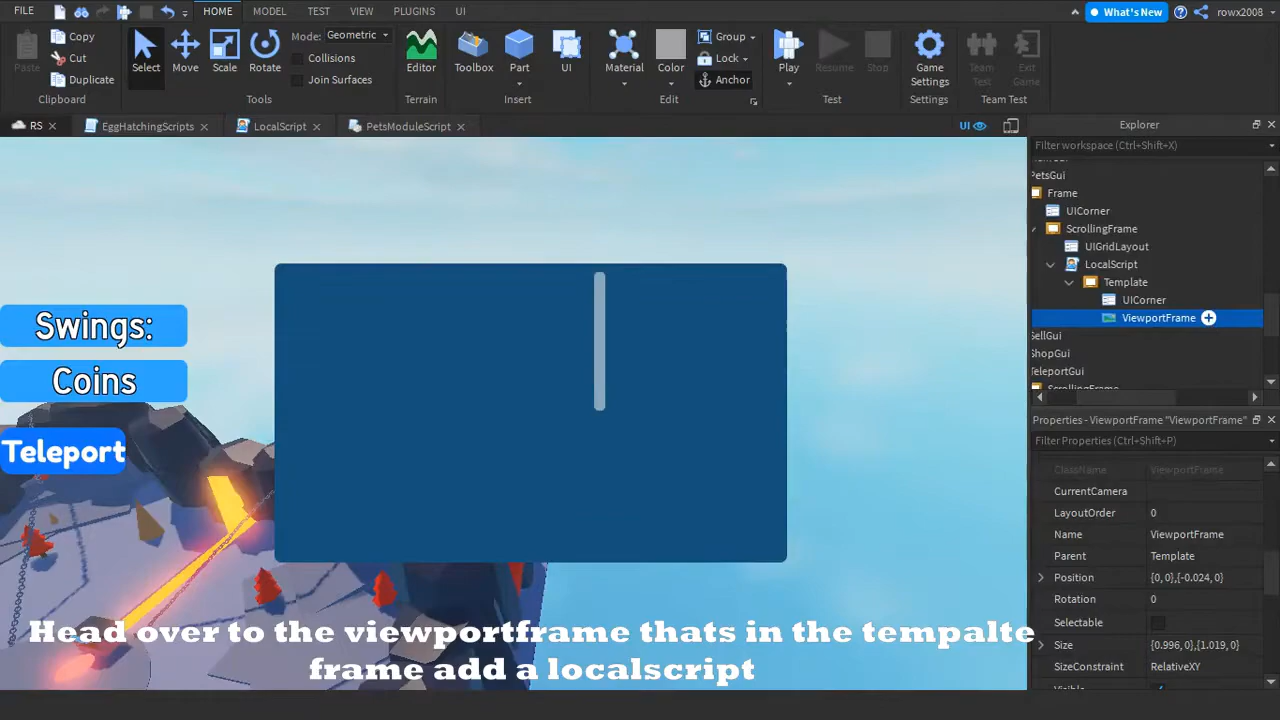 FILE HOME MODEL TEST VIEW PLUGINS UI What's New rowx2008
Paste Copy Cut Duplicate Clipboard
Select Move Scale Rotate Mode: Geometric Collisions Join Surfaces Tools
Editor Terrain
Toolbox Part UI Insert
Material Color Group Lock Anchor Edit
Play Resume Stop Test
Game Settings Settings
Team Test Exit Game Team Test
RS EggHatchingScripts LocalScript PetsModuleScript UI
Explorer
Filter workspace (Ctrl+Shift+X)
PetsGui
Frame
UICorner
ScrollingFrame
UIGridLayout
LocalScript
Template
UICorner
ViewportFrame
SellGui
ShopGui
TeleportGui
ScrollingFrame
Properties - ViewportFrame "ViewportFrame"
Filter Properties (Ctrl+Shift+P)
ClassName ViewportFrame
CurrentCamera
LayoutOrder 0
Name ViewportFrame
Parent Template
Position {0, 0},{-0.024, 0}
Rotation 0
Selectable
Size {0.996, 0},{1.019, 0}
SizeConstraint RelativeXY
Visible
Swings:
Coins
Teleport
Head over to the viewportframe thats in the tempalte
frame add a localscript